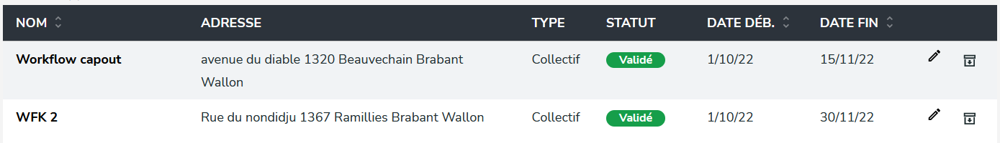 NOM ADRESSE TYPE STATUT DATE DÉB. DATE FIN
Workflow capout avenue du diable 1320 Beauvechain Brabant Collectif Validé 1/10/22 15/11/22
Wallon
WFK 2 Rue du nondidju 1367 Ramillies Brabant Wallon Collectif Validé 1/10/22 30/11/22